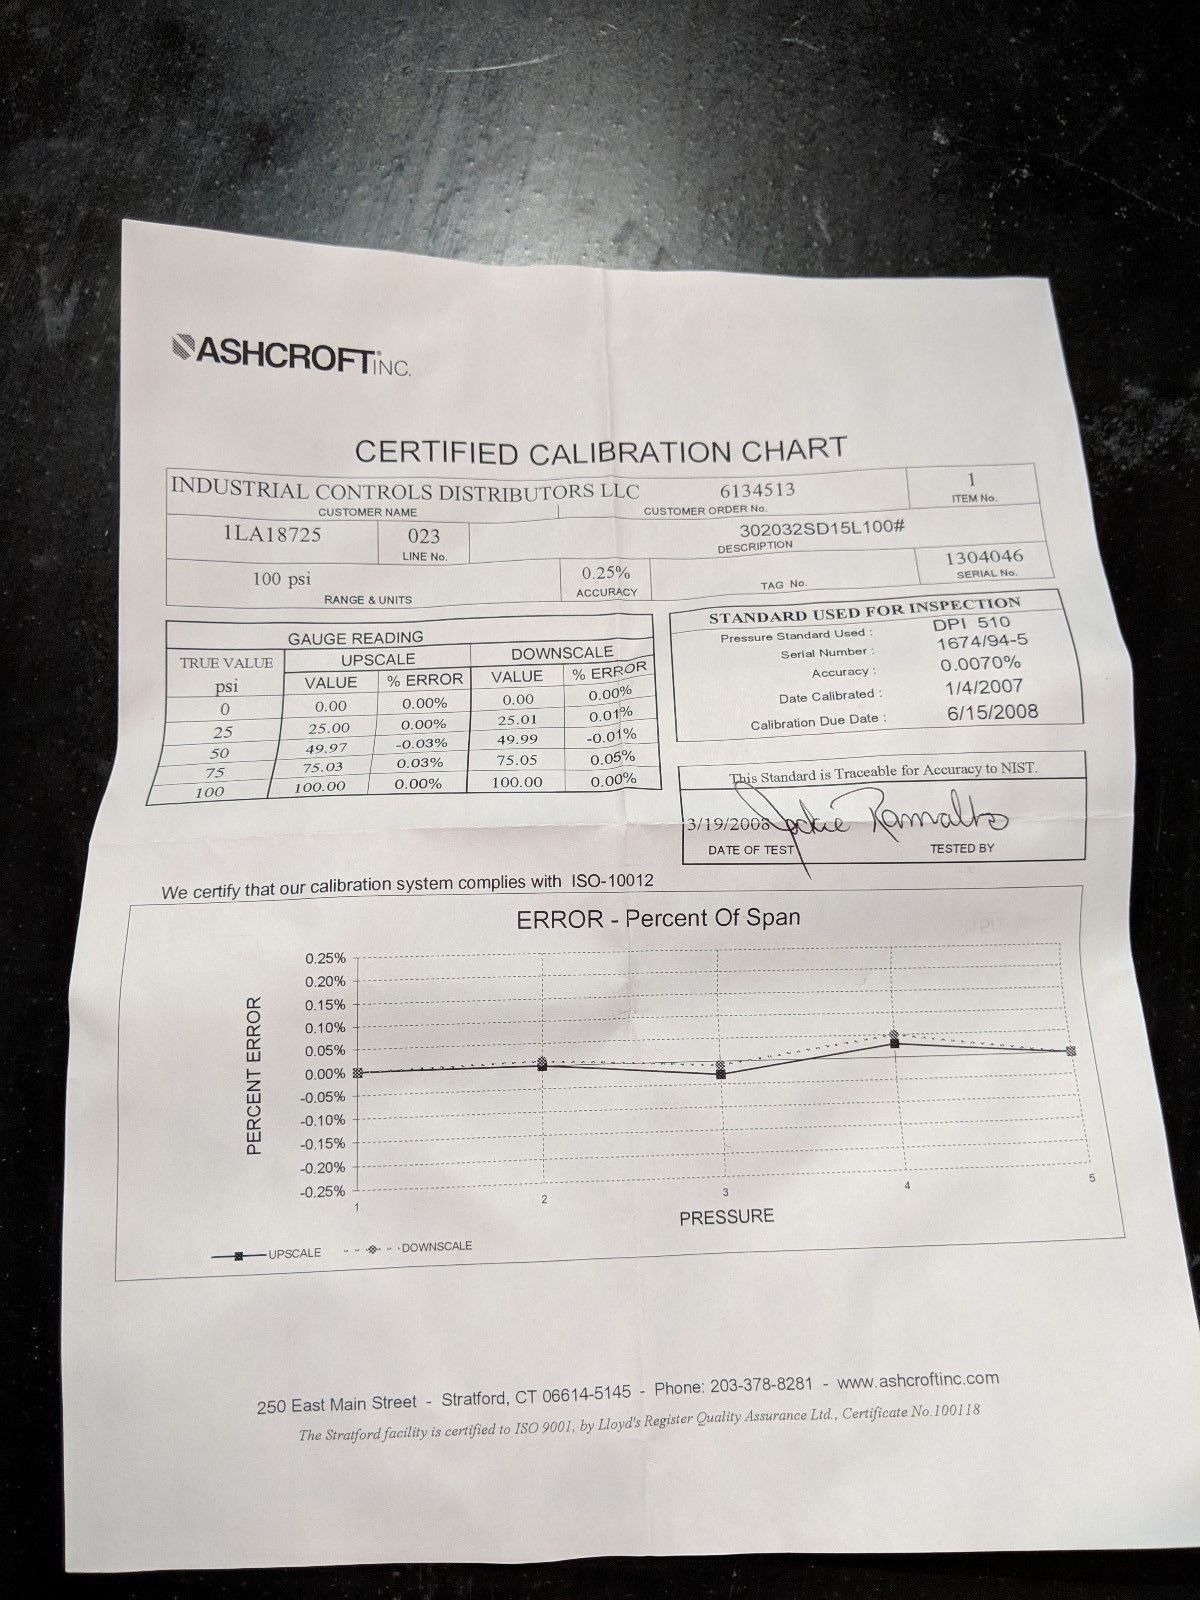 ASHCROFT® INC.
CERTIFIED CALIBRATION CHART
INDUSTRIAL CONTROLS DISTRIBUTORS LLC 6134513 1
CUSTOMER NAME CUSTOMER ORDER No. ITEM No.
1LA18725 023 302032SD15L100#
LINE No. DESCRIPTION
100 psi 0.25% 1304046
RANGE & UNITS ACCURACY TAG No. SERIAL No.
GAUGE READING
TRUE VALUE UPSCALE DOWNSCALE
psi VALUE % ERROR VALUE % ERROR
0 0.00 0.00% 0.00 0.00%
25 25.00 0.00% 25.01 0.01%
50 49.97 -0.03% 49.99 -0.01%
75 75.03 0.03% 75.05 0.05%
100 100.00 0.00% 100.00 0.00%
STANDARD USED FOR INSPECTION
Pressure Standard Used : DPI 510
Serial Number : 1674/94-5
Accuracy : 0.0070%
Date Calibrated : 1/4/2007
Calibration Due Date : 6/15/2008
This Standard is Traceable for Accuracy to NIST.
3/19/2008 Jackie Ramalho
DATE OF TEST TESTED BY
We certify that our calibration system complies with ISO-10012
ERROR - Percent Of Span
PERCENT ERROR
0.25%
0.20%
0.15%
0.10%
0.05%
0.00%
-0.05%
-0.10%
-0.15%
-0.20%
-0.25%
1 2 3 4 5
PRESSURE
UPSCALE DOWNSCALE
250 East Main Street - Stratford, CT 06614-5145 - Phone: 203-378-8281 - www.ashcroftinc.com
The Stratford facility is certified to ISO 9001, by Lloyd's Register Quality Assurance Ltd., Certificate No.100118